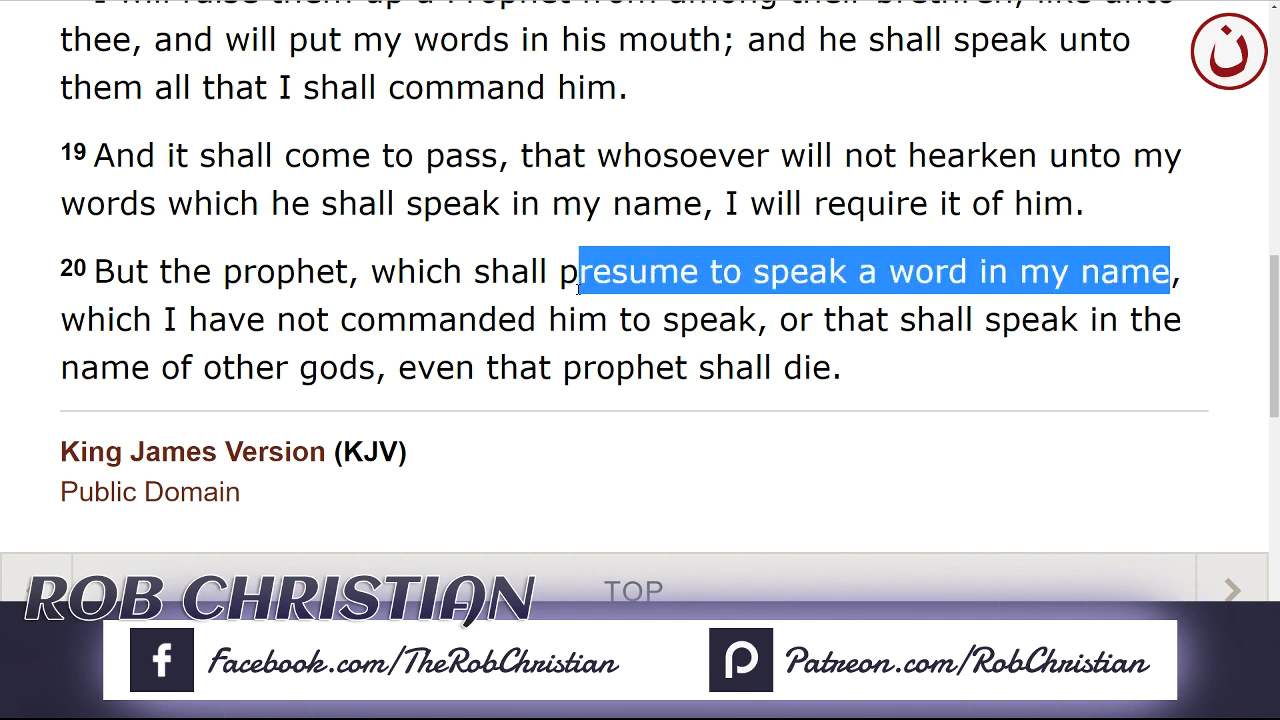 thee, and will put my words in his mouth; and he shall speak unto
them all that I shall command him.
19 And it shall come to pass, that whosoever will not hearken unto my
words which he shall speak in my name, I will require it of him.
20 But the prophet, which shall presume to speak a word in my name,
which I have not commanded him to speak, or that shall speak in the
name of other gods, even that prophet shall die.
King James Version (KJV)
Public Domain
TOP
ROB CHRISTIAN
Facebook.com/TheRobChristian
Patreon.com/RobChristian
ن